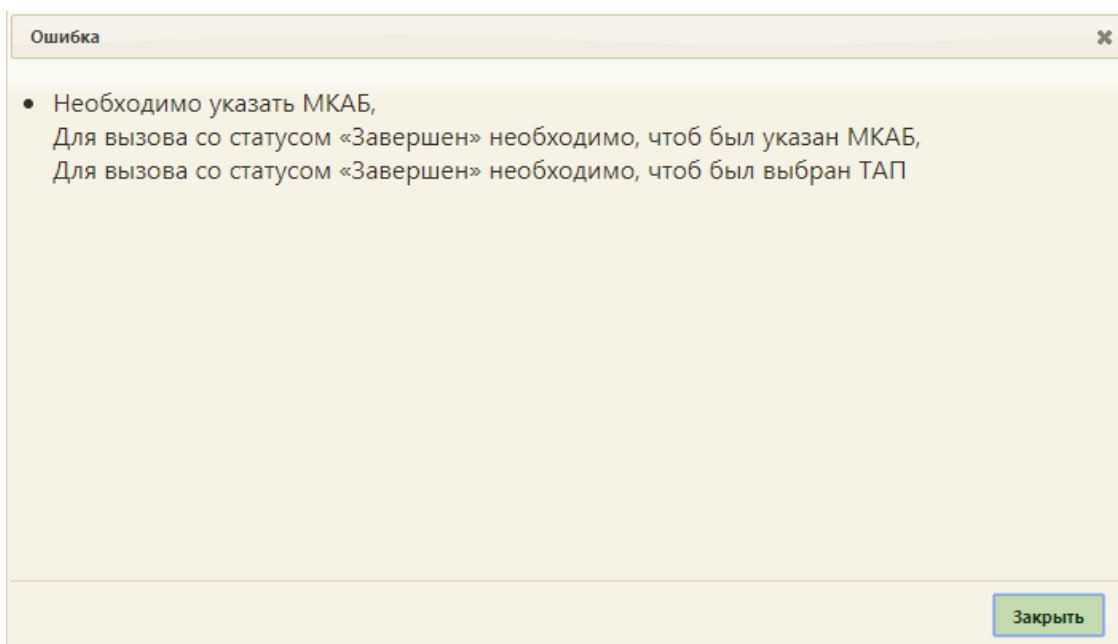 Ошибка
Необходимо указать МКАБ,
Для вызова со статусом «Завершен» необходимо, чтоб был указан МКАБ,
Для вызова со статусом «Завершен» необходимо, чтоб был выбран ТАП
Закрыть